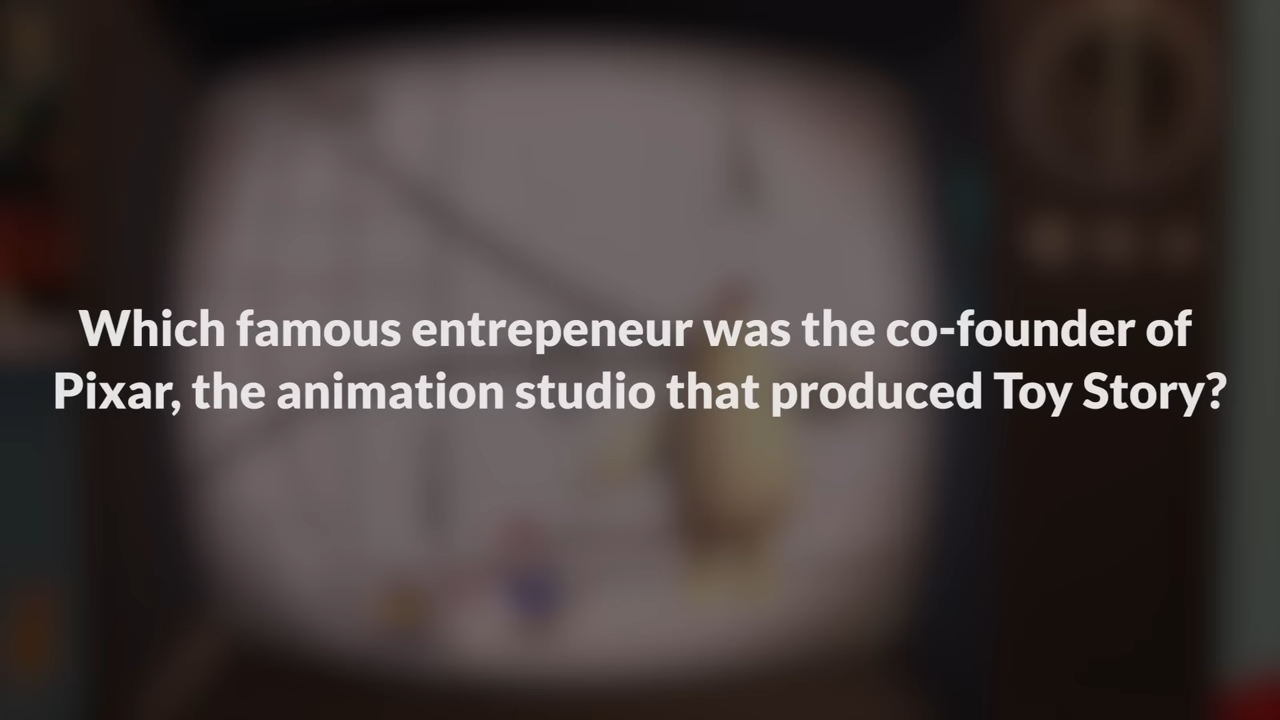 Which famous entrepeneur was the co-founder of
Pixar, the animation studio that produced Toy Story?